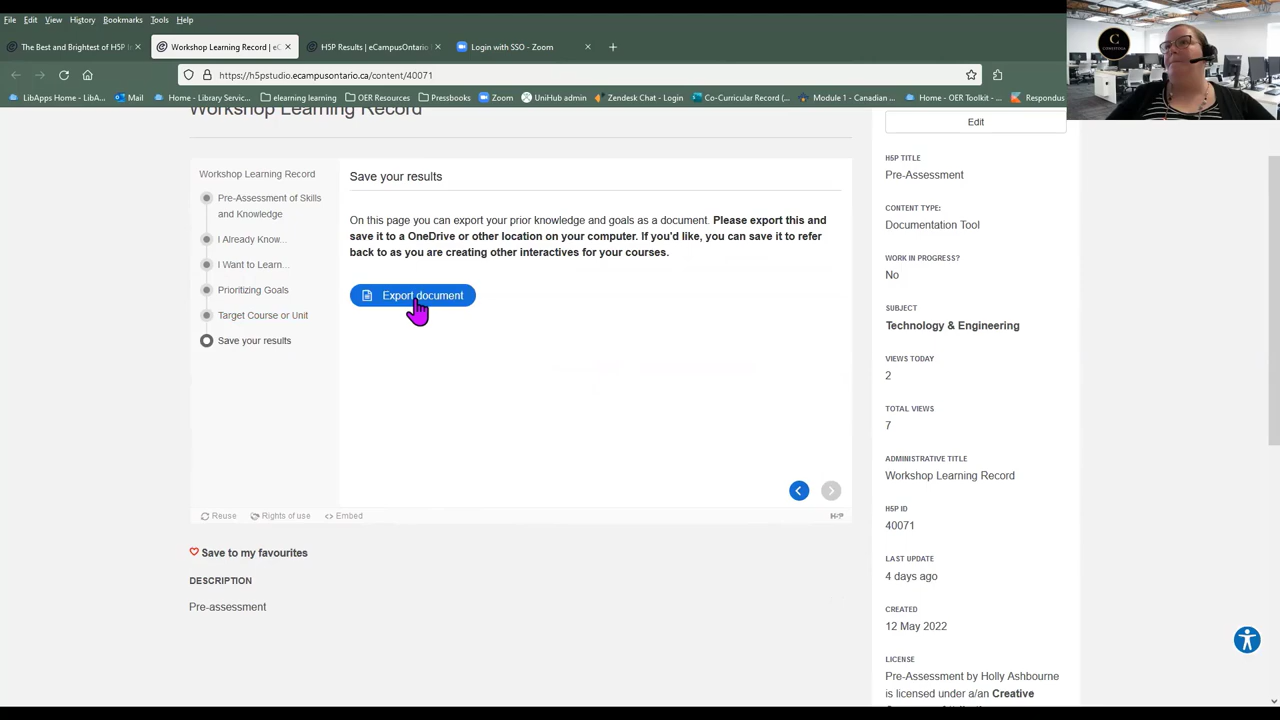 File Edit View History Bookmarks Tools Help
The Best and Brightest of H5P I
Workshop Learning Record | eC
H5P Results | eCampusOntario
Login with SSO - Zoom
https://h5pstudio.ecampusontario.ca/content/40071
LibApps Home - LibA...
Mail
Home - Library Servic...
elearning learning
OER Resources
Pressbooks
Zoom
UniHub admin
Zendesk Chat - Login
Co-Curricular Record (...
Module 1 - Canadian ...
Home - OER Toolkit - ...
Respondus
Workshop Learning Record
Workshop Learning Record
Pre-Assessment of Skills
and Knowledge
I Already Know...
I Want to Learn...
Prioritizing Goals
Target Course or Unit
Save your results
Save your results
On this page you can export your prior knowledge and goals as a document. Please export this and
save it to a OneDrive or other location on your computer. If you'd like, you can save it to refer
back to as you are creating other interactives for your courses.
Export document
Reuse
Rights of use
Embed
H5P
Save to my favourites
DESCRIPTION
Pre-assessment
Edit
H5P TITLE
Pre-Assessment
CONTENT TYPE:
Documentation Tool
WORK IN PROGRESS?
No
SUBJECT
Technology & Engineering
VIEWS TODAY
2
TOTAL VIEWS
7
ADMINISTRATIVE TITLE
Workshop Learning Record
H5P ID
40071
LAST UPDATE
4 days ago
CREATED
12 May 2022
LICENSE
Pre-Assessment by Holly Ashbourne
is licensed under a/an Creative